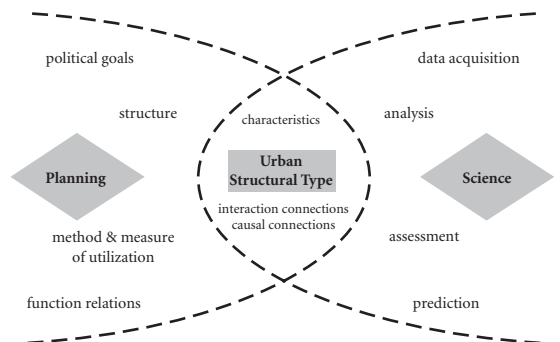 political goals
data acquisition
structure
characteristics
analysis
Planning
Urban
Structural Type
Science
interaction connections
causal connections
method & measure
of utilization
assessment
function relations
prediction